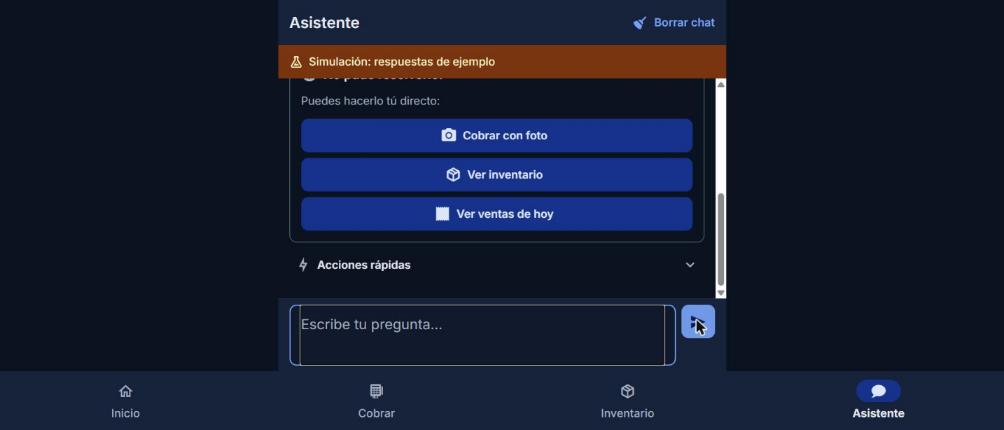 Asistente
Borrar chat
Simulación: respuestas de ejemplo
Puedes hacerlo tú directo:
Cobrar con foto
Ver inventario
Ver ventas de hoy
Acciones rápidas
Escribe tu pregunta...
Inicio
Cobrar
Inventario
Asistente